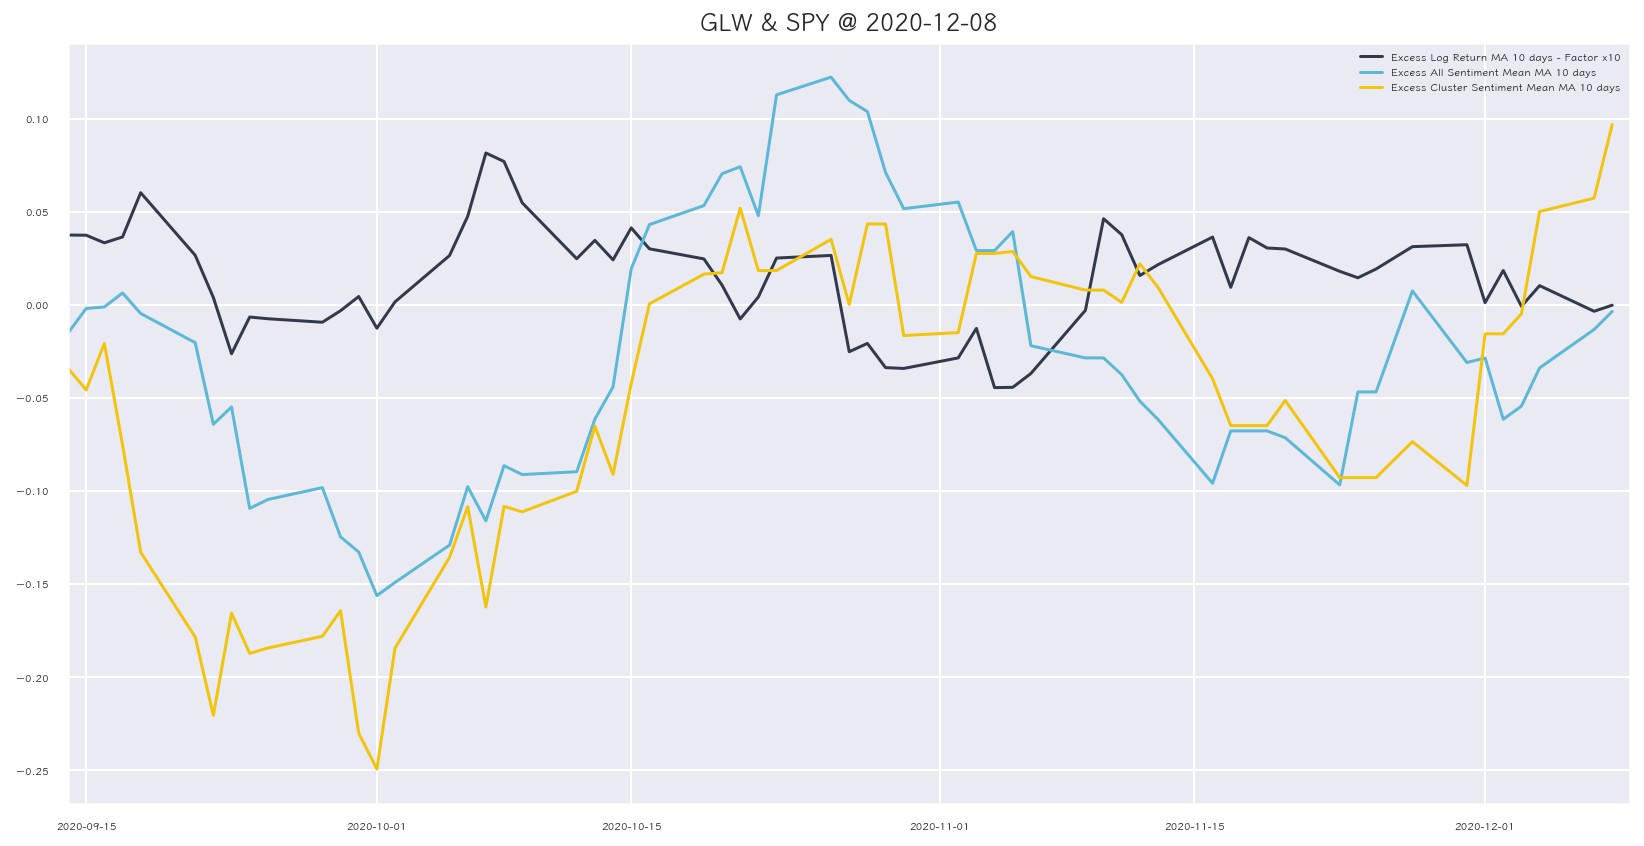 GLW & SPY @ 2020-12-08
Excess Log Return MA 10 days - Factor x10
Excess All Sentiment Mean MA 10 days
Excess Cluster Sentiment Mean MA 10 days
0.10
0.05
0.00
−0.05
−0.10
−0.15
−0.20
−0.25
2020-09-15 2020-10-01 2020-10-15 2020-11-01 2020-11-15 2020-12-01